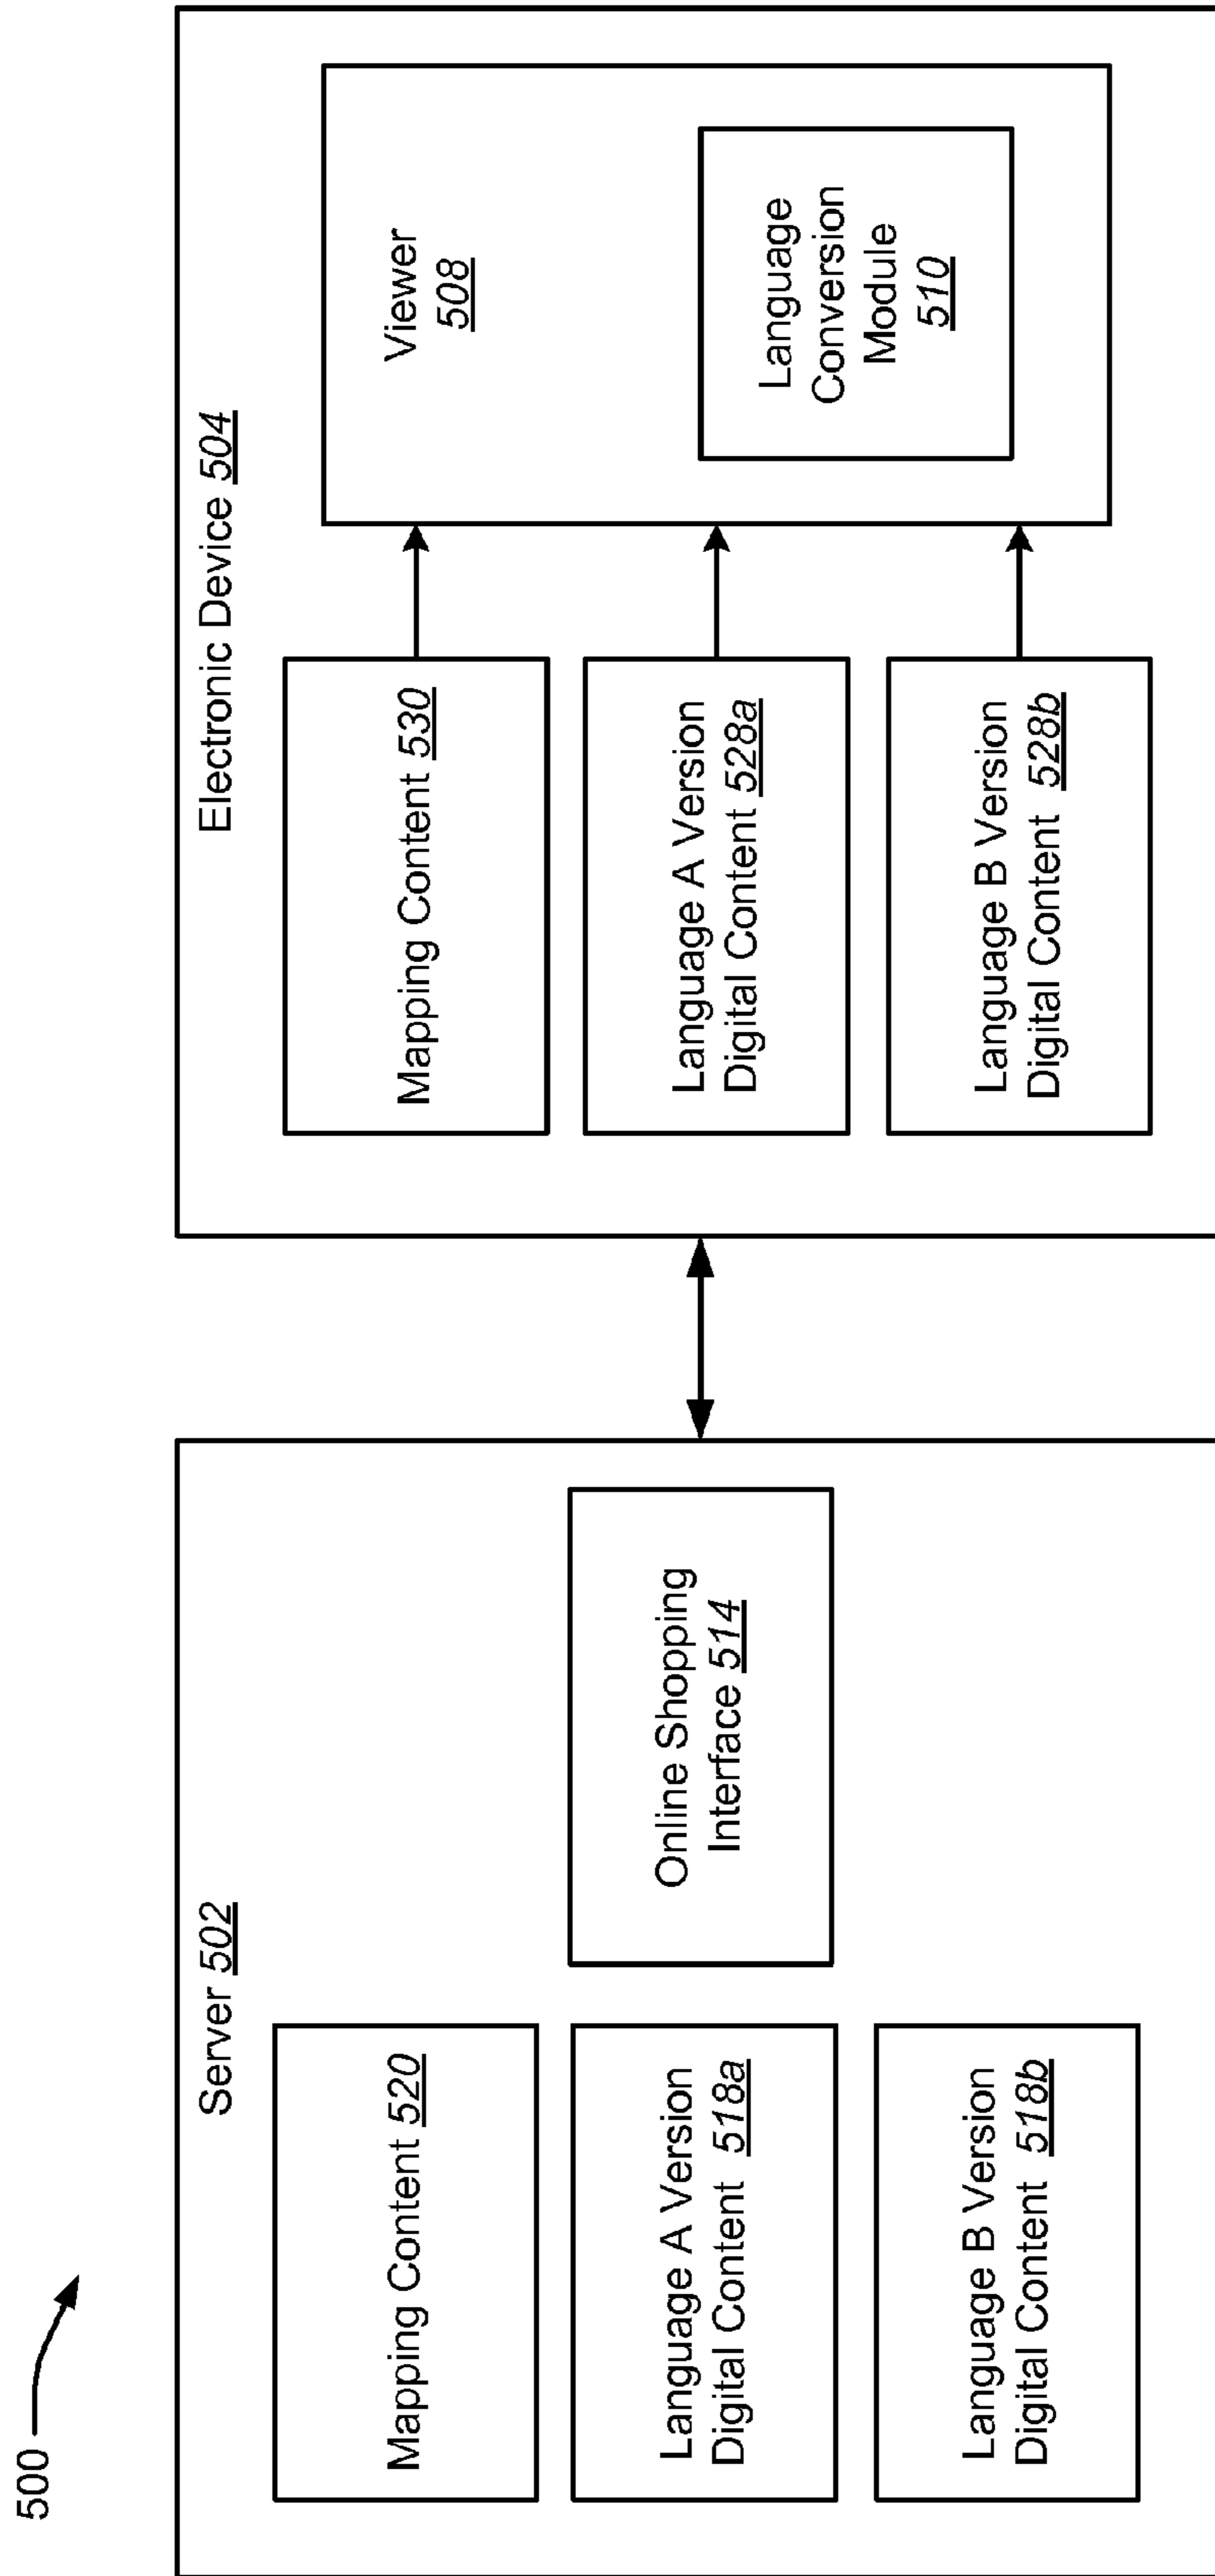 500
Server 502
Mapping Content 520
Language A Version
Digital Content 518a
Language B Version
Digital Content 518b
Online Shopping
Interface 514
Electronic Device 504
Mapping Content 530
Language A Version
Digital Content 528a
Language B Version
Digital Content 528b
Viewer
508
Language
Conversion
Module
510